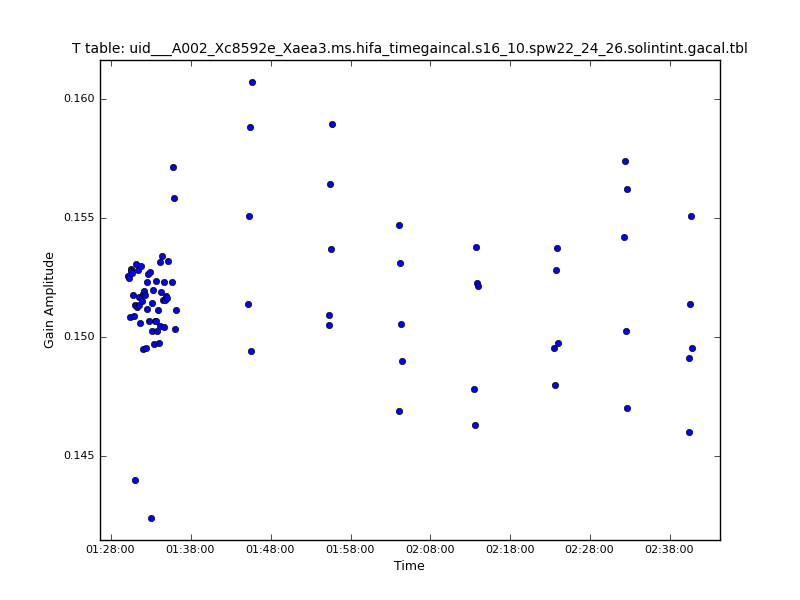 T table: uid___A002_Xc8592e_Xaea3.ms.hifa_timegaincal.s16_10.spw22_24_26.solintint.gacal.tbl
0.160
0.155
0.150
0.145
Gain Amplitude
01:28:00 01:38:00 01:48:00 01:58:00 02:08:00 02:18:00 02:28:00 02:38:00
Time